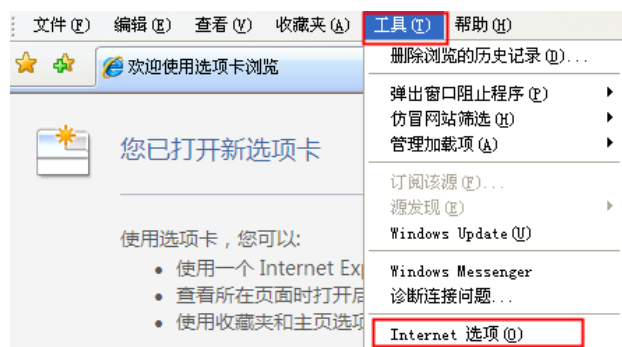 文件(F) 编辑(E) 查看(V) 收藏夹(A) 工具(T) 帮助(H)
欢迎使用选项卡浏览
删除浏览的历史记录(D)...
弹出窗口阻止程序(P)
仿冒网站筛选(H)
管理加载项(A)
订阅该源(F)...
源发现(E)
Windows Update(U)
Windows Messenger
诊断连接问题...
Internet 选项(O)
您已打开新选项卡
使用选项卡，您可以:
• 使用一个 Internet Ex
• 查看所在页面时打开后
• 使用收藏夹和主页选项